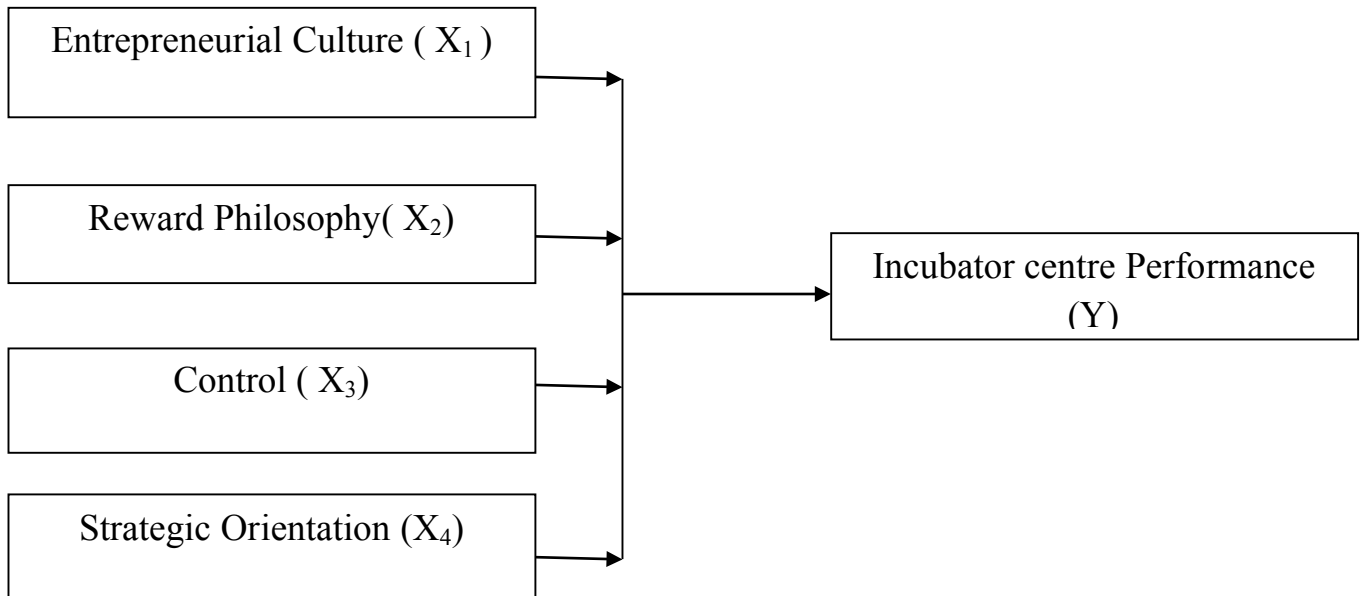 Entrepreneurial Culture ( X₁ )
Reward Philosophy( X₂)
Control ( X₃)
Strategic Orientation (X₄)
Incubator centre Performance
(Y)